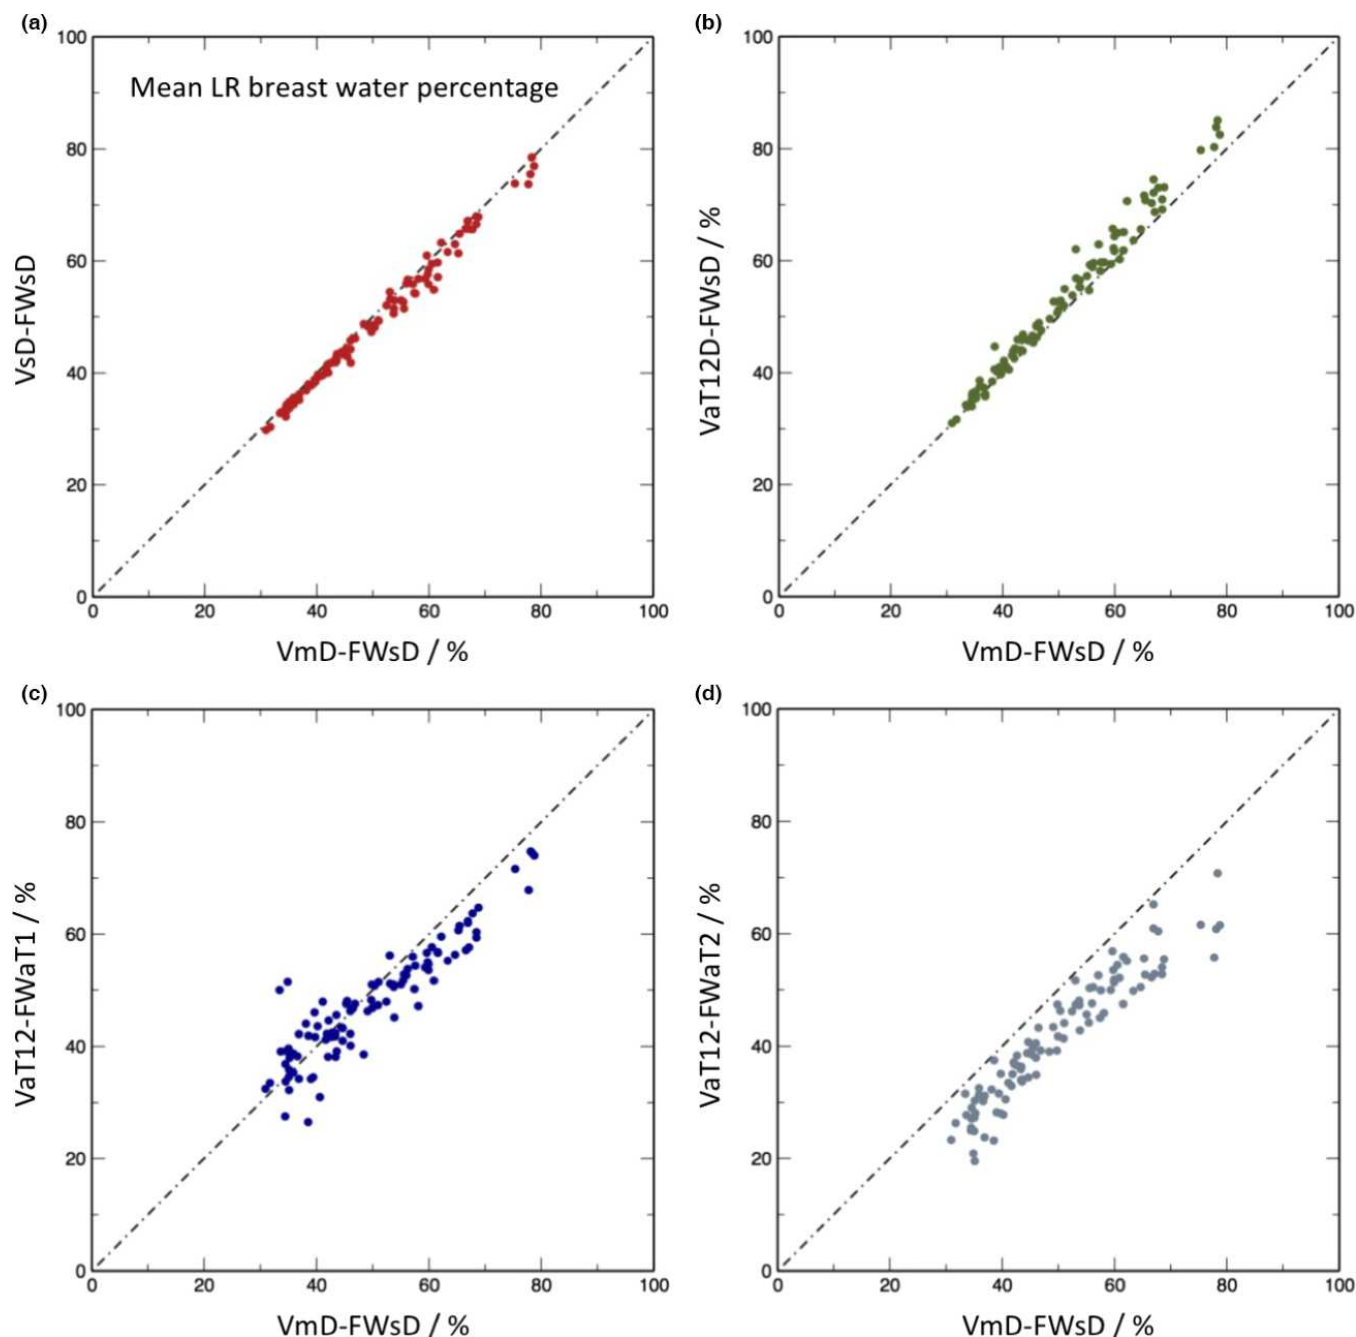 (a)
100
Mean LR breast water percentage
80
60
VsD-FWsD
40
20
0
0 20 40 60 80 100
VmD-FWsD / %
(b)
100
80
60
VaT12D-FWsD / %
40
20
0
0 20 40 60 80 100
VmD-FWsD / %
(c)
100
80
60
VaT12-FWaT1 / %
40
20
0
0 20 40 60 80 100
VmD-FWsD / %
(d)
100
80
60
VaT12-FWaT2 / %
40
20
0
0 20 40 60 80 100
VmD-FWsD / %